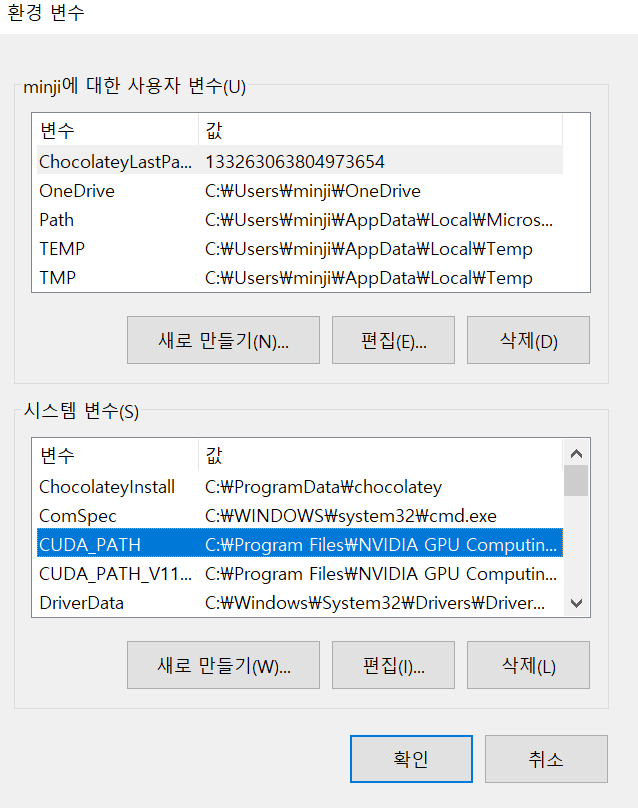 환경 변수
minji에 대한 사용자 변수(U)
변수 값
ChocolateyLastPa... 133263063804973654
OneDrive C:₩Users₩minji₩OneDrive
Path C:₩Users₩minji₩AppData₩Local₩Micros...
TEMP C:₩Users₩minji₩AppData₩Local₩Temp
TMP C:₩Users₩minji₩AppData₩Local₩Temp
새로 만들기(N)... 편집(E)... 삭제(D)
시스템 변수(S)
변수 값
ChocolateyInstall C:₩ProgramData₩chocolatey
ComSpec C:₩WINDOWS₩system32₩cmd.exe
CUDA_PATH C:₩Program Files₩NVIDIA GPU Computin...
CUDA_PATH_V11... C:₩Program Files₩NVIDIA GPU Computin...
DriverData C:₩Windows₩System32₩Drivers₩Driver...
새로 만들기(W)... 편집(I)... 삭제(L)
확인 취소